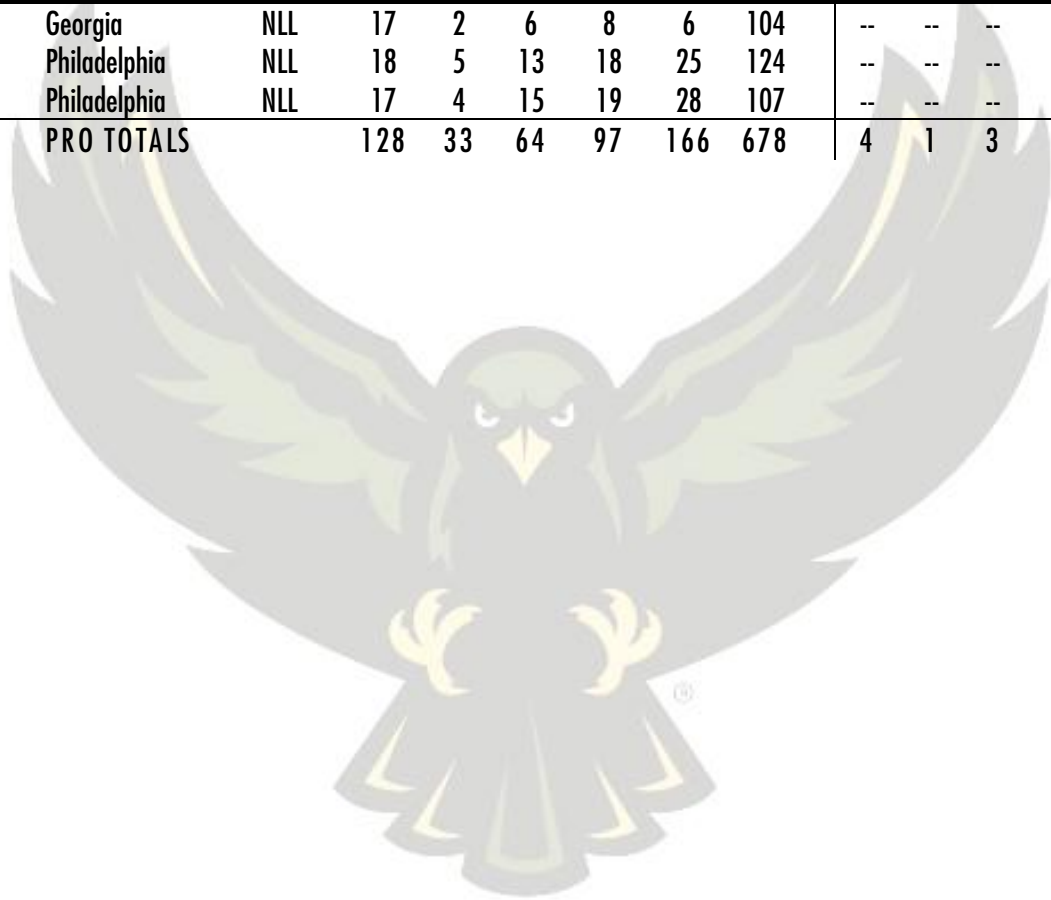 Georgia NLL 17 2 6 8 6 104 -- -- --
Philadelphia NLL 18 5 13 18 25 124 -- -- --
Philadelphia NLL 17 4 15 19 28 107 -- -- --
PRO TOTALS 128 33 64 97 166 678 4 1 3
®